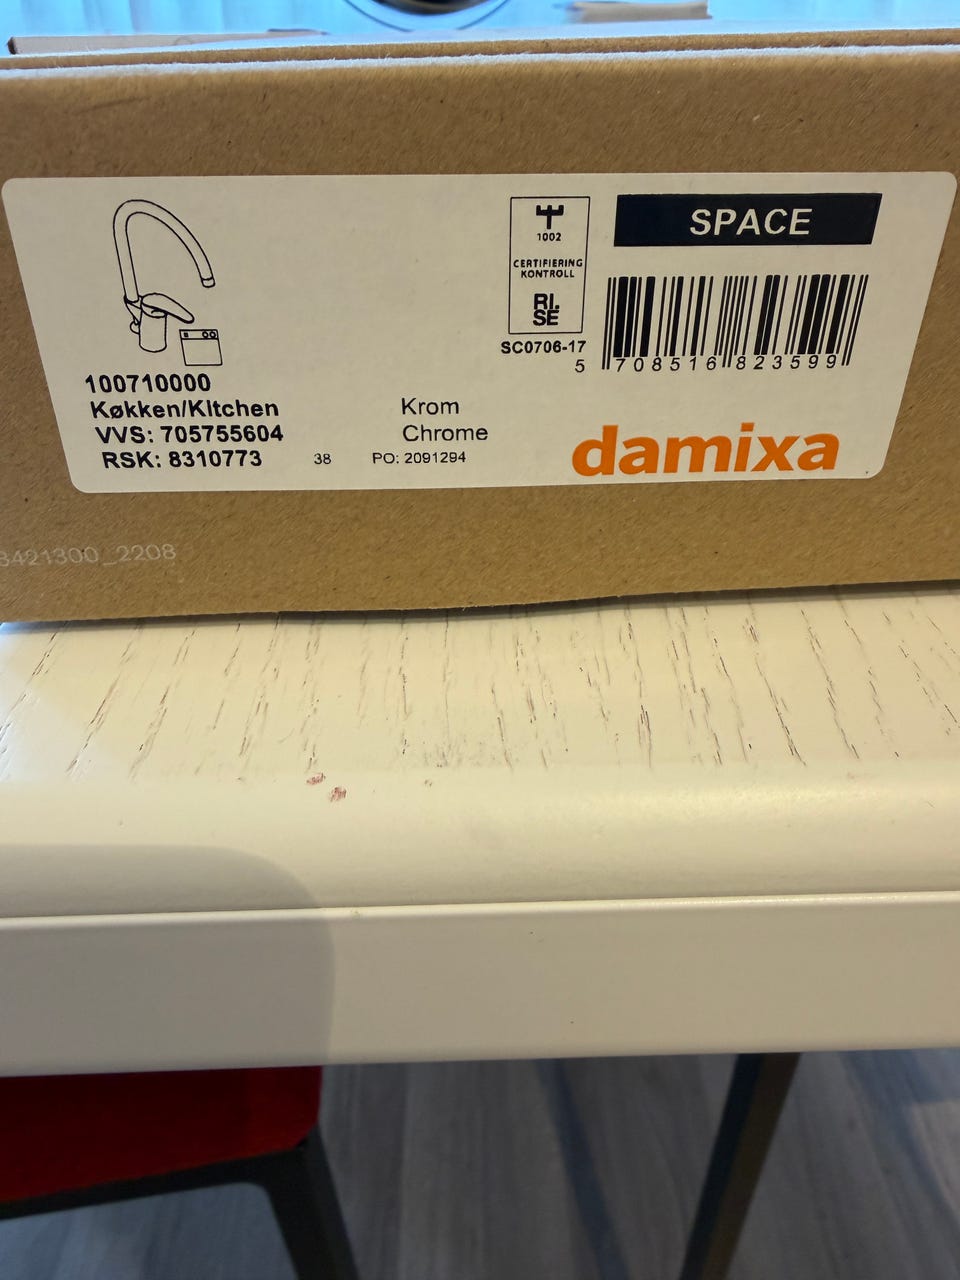 SPACE
1002
CERTIFIERING
KONTROLL
RI.
SE
SC0706-17
5 708516 823599
100710000
Køkken/Kitchen
VVS: 705755604
RSK: 8310773
38
PO: 2091294
Krom
Chrome
damixa
8421300_2208